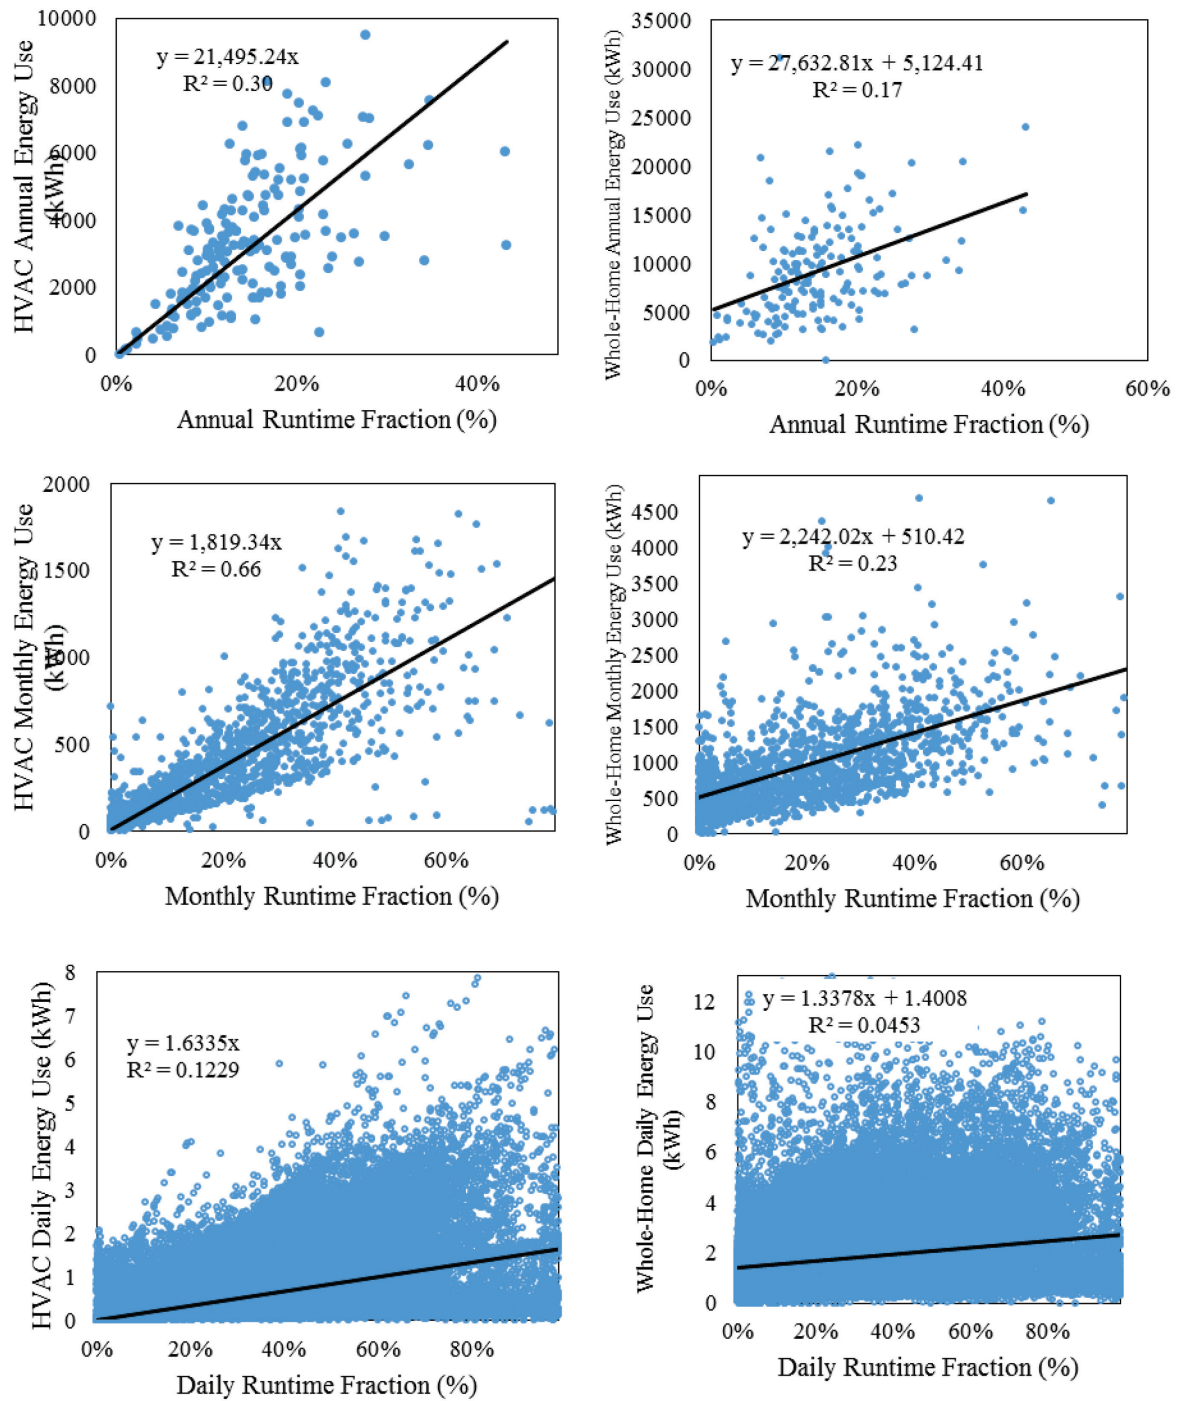 HVAC Annual Energy Use
(kWh)
10000
8000
6000
4000
2000
0
y = 21,495.24x
R² = 0.30
0% 20% 40%
Annual Runtime Fraction (%)
Whole-Home Annual Energy Use (kWh)
35000
30000
25000
20000
15000
10000
5000
0
y = 27,632.81x + 5,124.41
R² = 0.17
0% 20% 40% 60%
Annual Runtime Fraction (%)
HVAC Monthly Energy Use
(kWh)
2000
1500
1000
500
0
y = 1,819.34x
R² = 0.66
0% 20% 40% 60%
Monthly Runtime Fraction (%)
Whole-Home Monthly Energy Use (kWh)
4500
4000
3500
3000
2500
2000
1500
1000
500
0
y = 2,242.02x + 510.42
R² = 0.23
0% 20% 40% 60%
Monthly Runtime Fraction (%)
HVAC Daily Energy Use (kWh)
8
7
6
5
4
3
2
1
0
y = 1.6335x
R² = 0.1229
0% 20% 40% 60% 80%
Daily Runtime Fraction (%)
Whole-Home Daily Energy Use
(kWh)
12
10
8
6
4
2
0
y = 1.3378x + 1.4008
R² = 0.0453
0% 20% 40% 60% 80%
Daily Runtime Fraction (%)